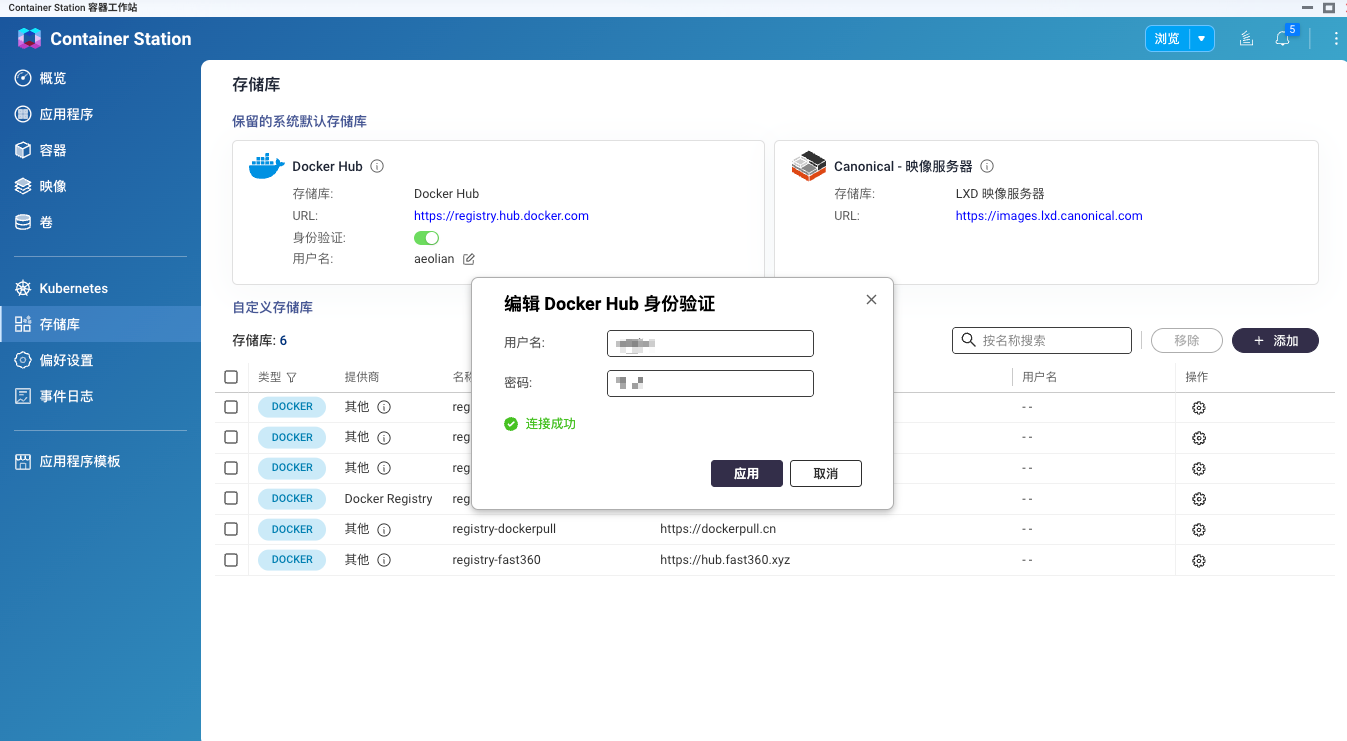 Container Station 容器工作站
Container Station
浏览
5
概览
应用程序
容器
映像
卷
Kubernetes
存储库
偏好设置
事件日志
应用程序模板
存储库
保留的系统默认存储库
Docker Hub
存储库: Docker Hub
URL: https://registry.hub.docker.com
身份验证:
用户名: aeolian
Canonical - 映像服务器
存储库: LXD 映像服务器
URL: https://images.lxd.canonical.com
自定义存储库
存储库: 6
按名称搜索
移除
+ 添加
类型 提供商 名称 用户名 操作
DOCKER 其他 reg - -
DOCKER 其他 reg - -
DOCKER 其他 reg - -
DOCKER Docker Registry reg - -
DOCKER 其他 registry-dockerpull https://dockerpull.cn - -
DOCKER 其他 registry-fast360 https://hub.fast360.xyz - -
编辑 Docker Hub 身份验证
用户名:
密码:
连接成功
应用
取消